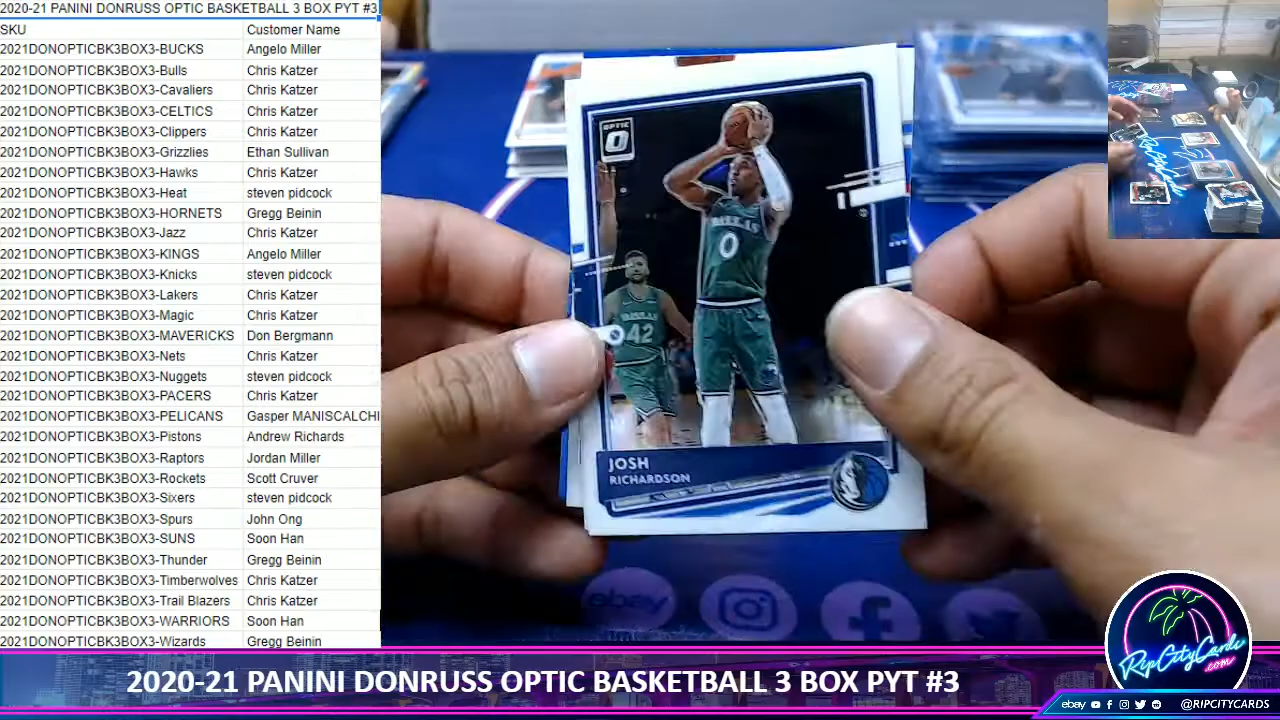 2020-21 PANINI DONRUSS OPTIC BASKETBALL 3 BOX PYT #3
SKU Customer Name
2021DONOPTICBK3BOX3-BUCKS Angelo Miller
2021DONOPTICBK3BOX3-Bulls Chris Katzer
2021DONOPTICBK3BOX3-Cavaliers Chris Katzer
2021DONOPTICBK3BOX3-CELTICS Chris Katzer
2021DONOPTICBK3BOX3-Clippers Chris Katzer
2021DONOPTICBK3BOX3-Grizzlies Ethan Sullivan
2021DONOPTICBK3BOX3-Hawks Chris Katzer
2021DONOPTICBK3BOX3-Heat steven pidcock
2021DONOPTICBK3BOX3-HORNETS Gregg Beinin
2021DONOPTICBK3BOX3-Jazz Chris Katzer
2021DONOPTICBK3BOX3-KINGS Angelo Miller
2021DONOPTICBK3BOX3-Knicks steven pidcock
2021DONOPTICBK3BOX3-Lakers Chris Katzer
2021DONOPTICBK3BOX3-Magic Chris Katzer
2021DONOPTICBK3BOX3-MAVERICKS Don Bergmann
2021DONOPTICBK3BOX3-Nets Chris Katzer
2021DONOPTICBK3BOX3-Nuggets steven pidcock
2021DONOPTICBK3BOX3-PACERS Chris Katzer
2021DONOPTICBK3BOX3-PELICANS Gasper MANISCALCHI
2021DONOPTICBK3BOX3-Pistons Andrew Richards
2021DONOPTICBK3BOX3-Raptors Jordan Miller
2021DONOPTICBK3BOX3-Rockets Scott Cruver
2021DONOPTICBK3BOX3-Sixers steven pidcock
2021DONOPTICBK3BOX3-Spurs John Ong
2021DONOPTICBK3BOX3-SUNS Soon Han
2021DONOPTICBK3BOX3-Thunder Gregg Beinin
2021DONOPTICBK3BOX3-Timberwolves Chris Katzer
2021DONOPTICBK3BOX3-Trail Blazers Chris Katzer
2021DONOPTICBK3BOX3-WARRIORS Soon Han
2021DONOPTICBK3BOX3-Wizards Gregg Beinin
OPTIC
DALLAS
0
42
JOSH
RICHARDSON
ebay
RipCityCards
.com
2020-21 PANINI DONRUSS OPTIC BASKETBALL 3 BOX PYT #3
ebay @RIPCITYCARDS